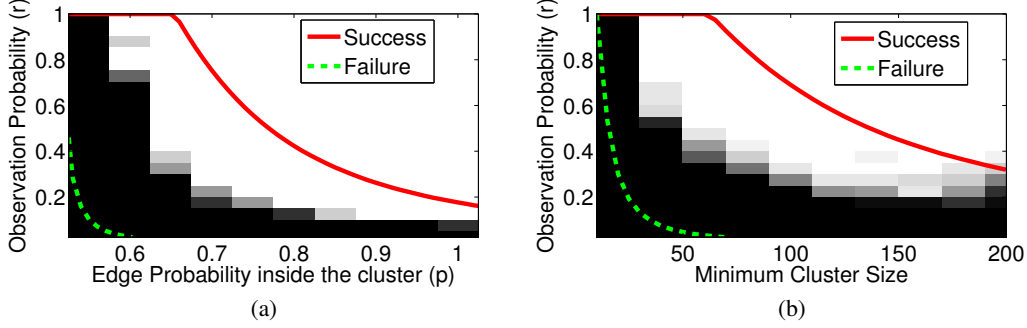 Observation Probability (r)
1
0.8
0.6
0.4
0.2
Success
Failure
0.6 0.7 0.8 0.9 1
Edge Probability inside the cluster (p)
(a)
Observation Probability (r)
1
0.8
0.6
0.4
0.2
Success
Failure
50 100 150 200
Minimum Cluster Size
(b)